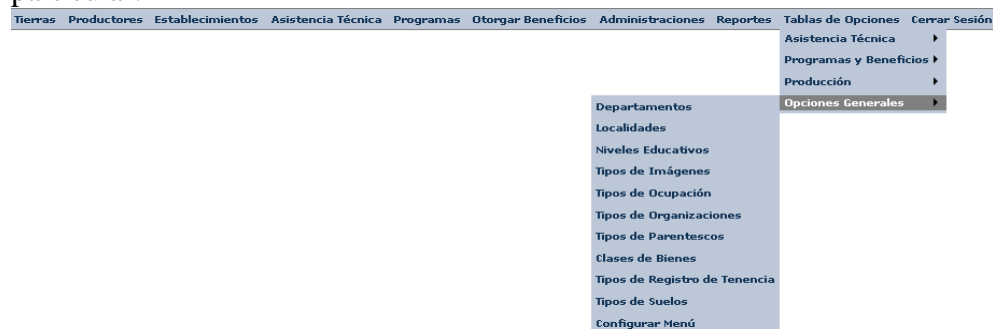 Tierras Productores Establecimientos Asistencia Técnica Programas Otorgar Beneficios Administraciones Reportes Tablas de Opciones Cerrar Sesión
Asistencia Técnica
Programas y Beneficios
Producción
Opciones Generales
Departamentos
Localidades
Niveles Educativos
Tipos de Imágenes
Tipos de Ocupación
Tipos de Organizaciones
Tipos de Parentescos
Clases de Bienes
Tipos de Registro de Tenencia
Tipos de Suelos
Configurar Menú